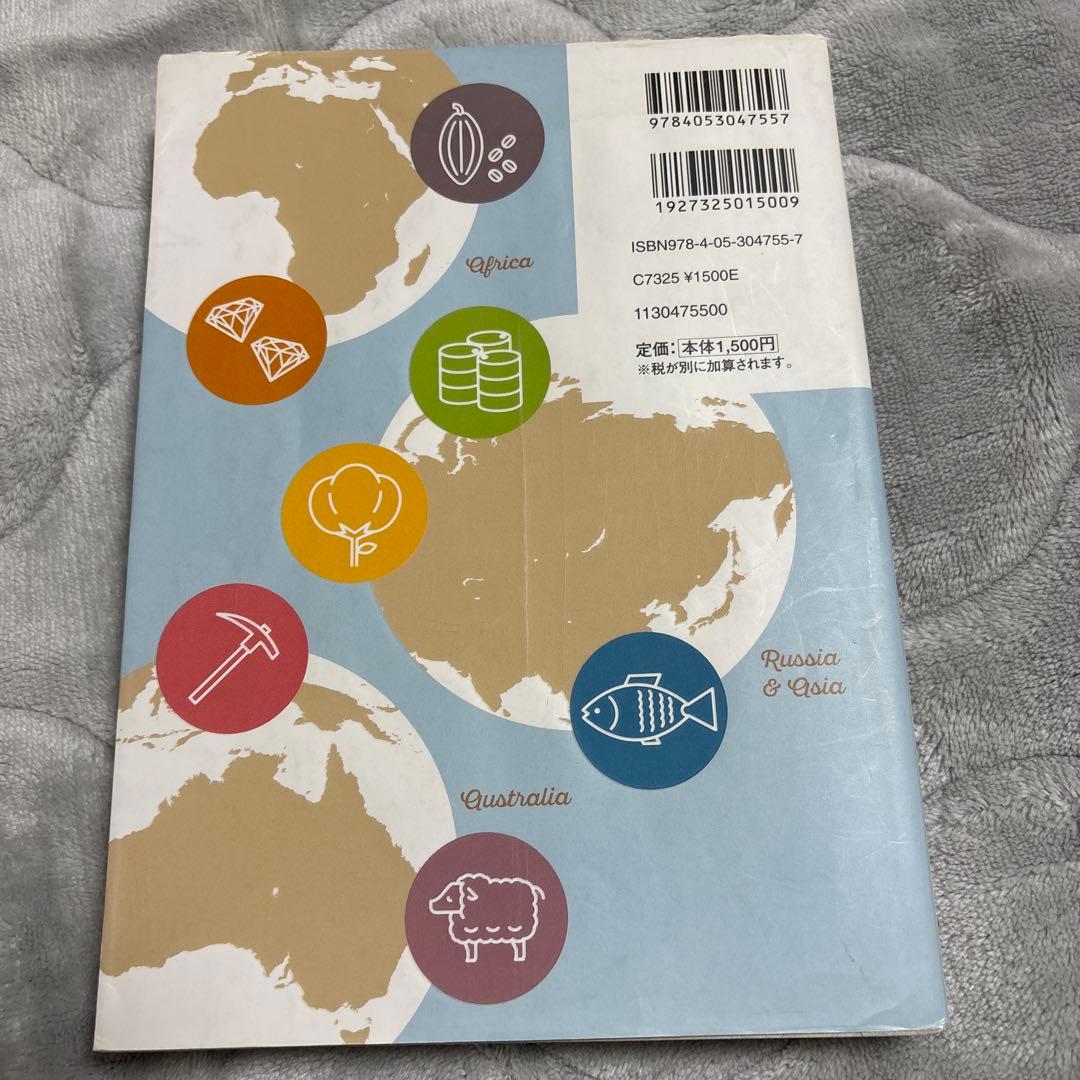 9784053047557
1927325015009
ISBN978-4-05-304755-7
C7325 ¥1500E
1130475500
定価：本体1,500円
※税が別に加算されます。
Africa
Russia
& Asia
Australia